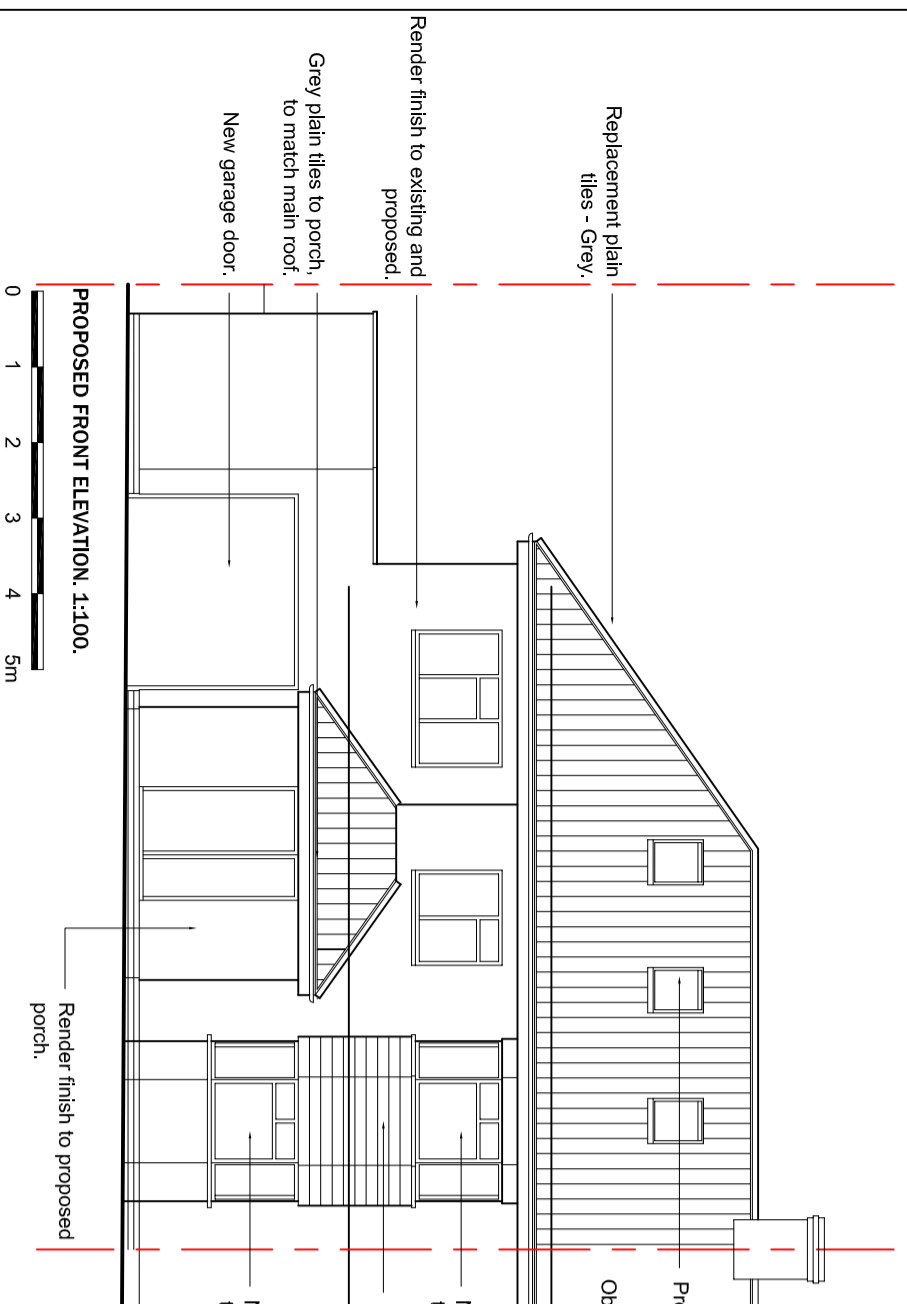 Replacement plain
tiles - Grey.
Render finish to existing and
proposed.
Grey plain tiles to porch,
to match main roof.
New garage door.
Render finish to proposed
porch.
PROPOSED FRONT ELEVATION. 1:100.
0 1 2 3 4 5m